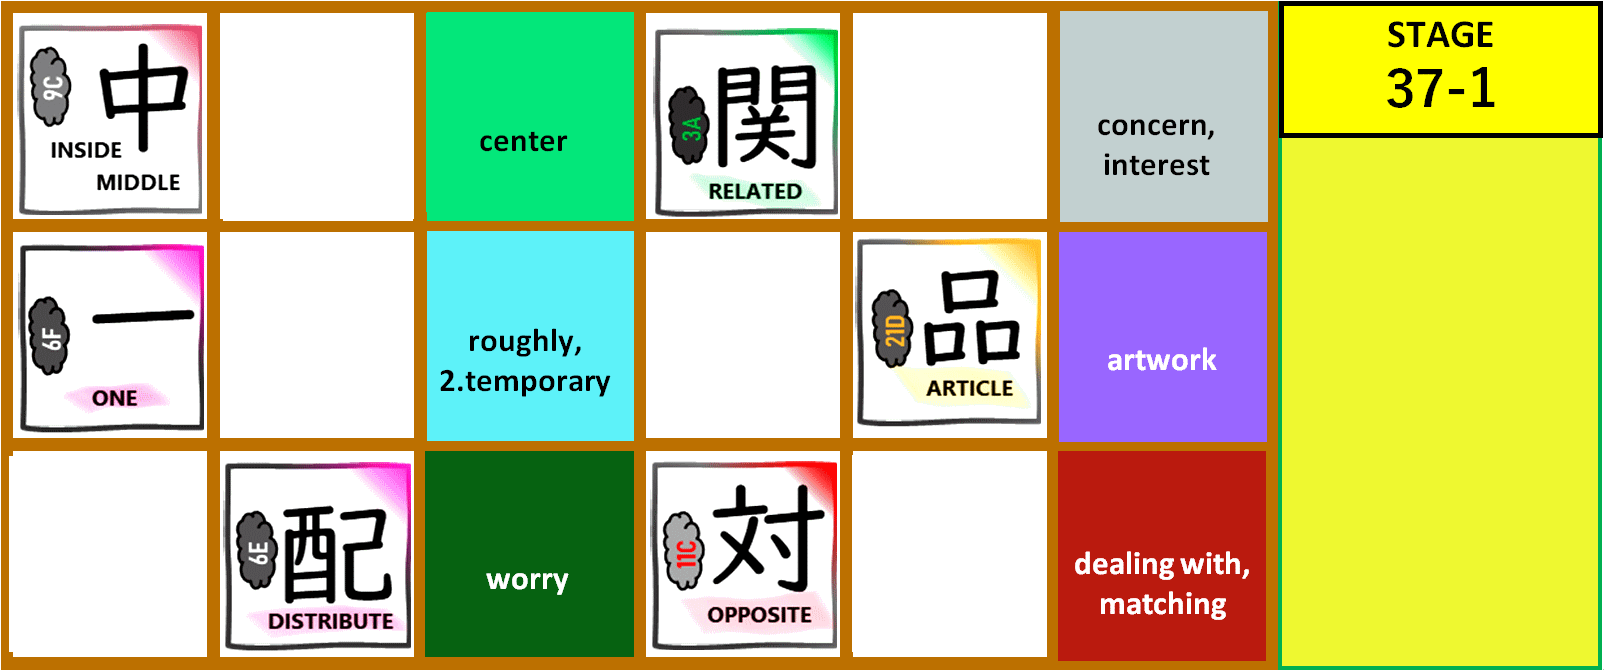 9C
中
INSIDE
MIDDLE
center
3A
関
RELATED
concern,
interest
STAGE
37-1
6F
一
ONE
roughly,
2.temporary
21D
品
ARTICLE
artwork
6E
配
DISTRIBUTE
worry
11C
対
OPPOSITE
dealing with,
matching